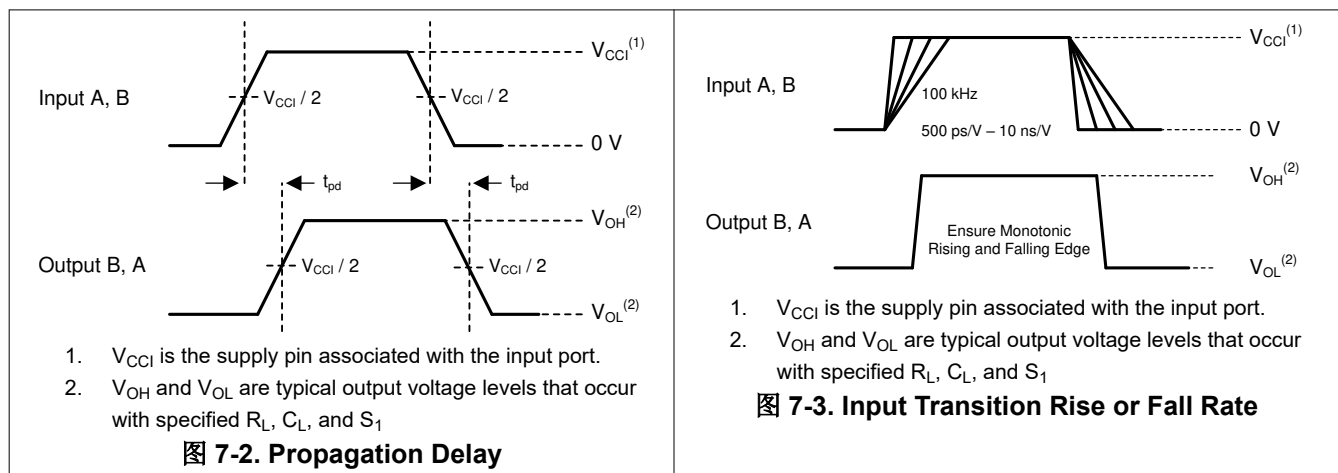 V_CCI^(1)
Input A, B
V_CCI / 2
V_CCI / 2
0 V
t_pd
t_pd
V_OH^(2)
Output B, A
V_CCI / 2
V_CCI / 2
V_OL^(2)
1. V_CCI is the supply pin associated with the input port.
2. V_OH and V_OL are typical output voltage levels that occur
with specified R_L, C_L, and S_1
图 7-2. Propagation Delay
V_CCI^(1)
Input A, B
100 kHz
500 ps/V – 10 ns/V
0 V
V_OH^(2)
Output B, A
Ensure Monotonic
Rising and Falling Edge
V_OL^(2)
1. V_CCI is the supply pin associated with the input port.
2. V_OH and V_OL are typical output voltage levels that occur
with specified R_L, C_L, and S_1
图 7-3. Input Transition Rise or Fall Rate